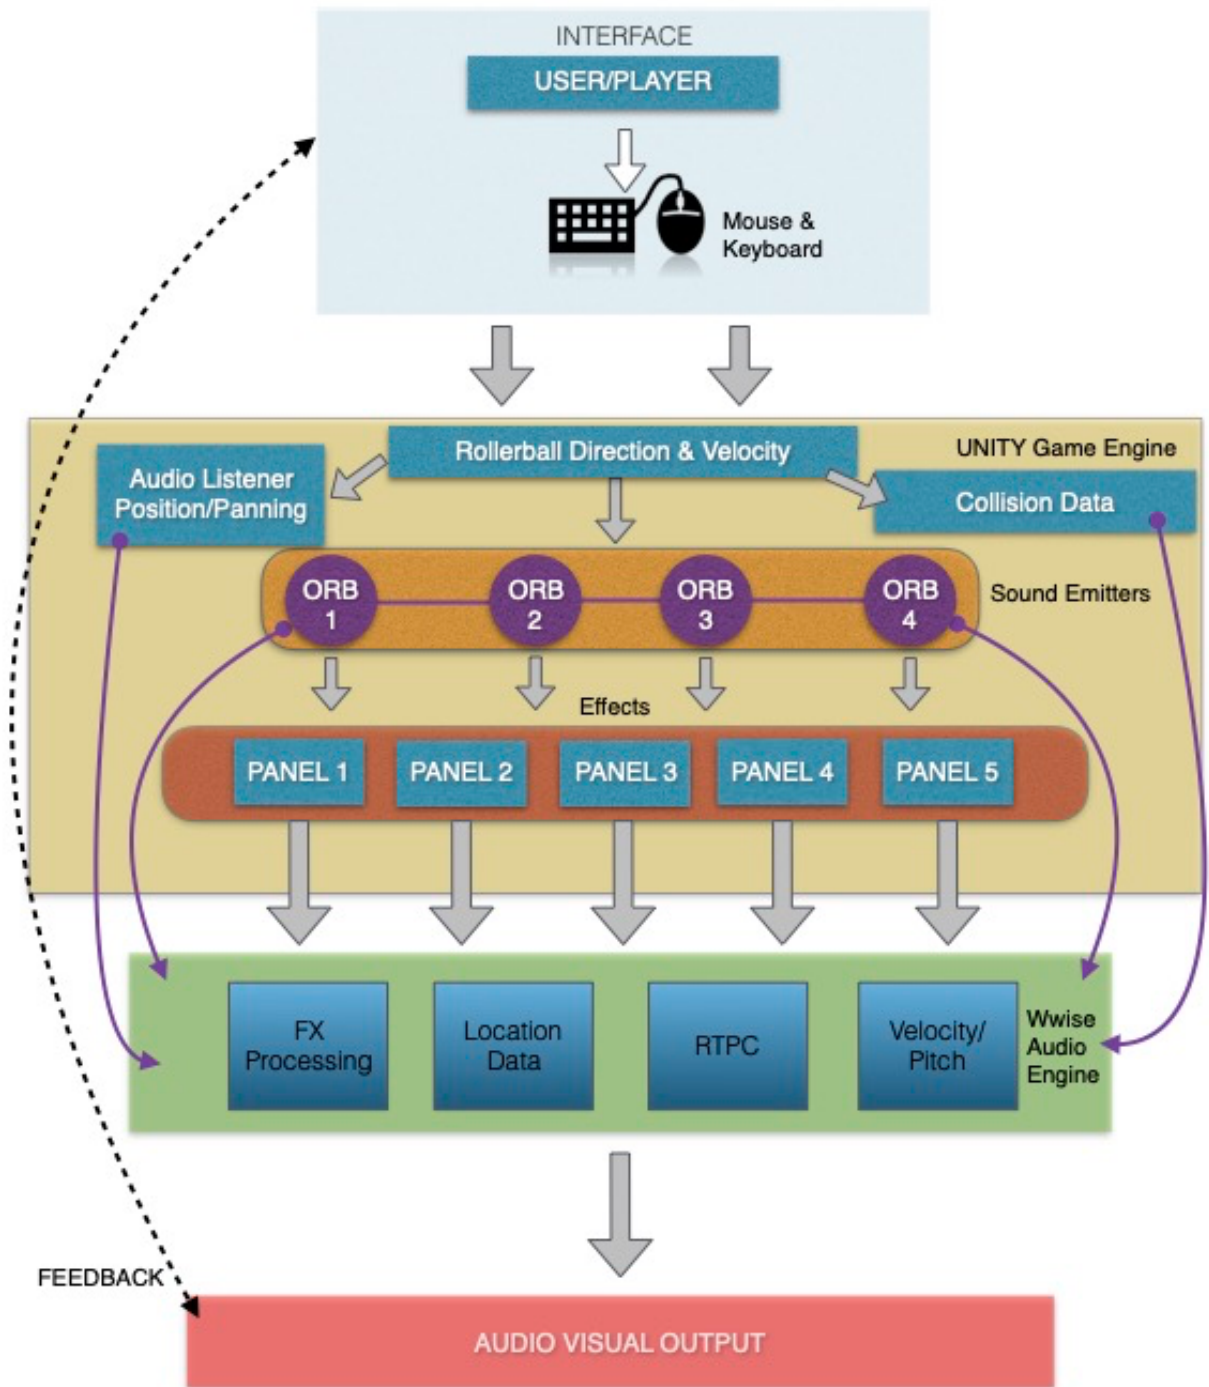 INTERFACE
USER/PLAYER
Mouse &
Keyboard
Rollerball Direction & Velocity
UNITY Game Engine
Audio Listener
Position/Panning
Collision Data
ORB
1
ORB
2
ORB
3
ORB
4
Sound Emitters
Effects
PANEL 1
PANEL 2
PANEL 3
PANEL 4
PANEL 5
FX
Processing
Location
Data
RTPC
Velocity/
Pitch
Wwise
Audio
Engine
FEEDBACK
AUDIO VISUAL OUTPUT